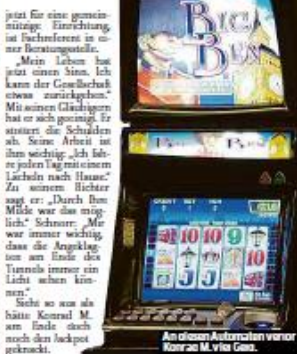 jetzt für eine gemein-
nützige Einrichtung,
ist Fachreferent in ei-
ner Beratungsstelle.
„Mein Leben hat
jetzt einen Sinn. Ich
kann der Gesellschaft
etwas zurückgeben.“
Mit seinen Gläubigern
hat er sich geeinigt. Er
stottert die Schulden
ab. Seine Arbeit ist
ihm wichtig: „Ich fah-
re jeden Tag mit einem
Lächeln nach Hause.“
Zu seinem Richter
sagt er: „Durch Ihre
Milde war das mög-
lich.“ Schnorr: „Mir
war immer wichtig,
dass die Angeklag-
ten am Ende des
Tunnels immer ein
Licht sehen kön-
nen.“
Sieht so aus als
hätte Konrad M.
am Ende doch
noch den Jackpot
geknackt.
BIG
BEN
10 10 9
10
An diesen Automaten verlor
Konrad M. viel Geld.